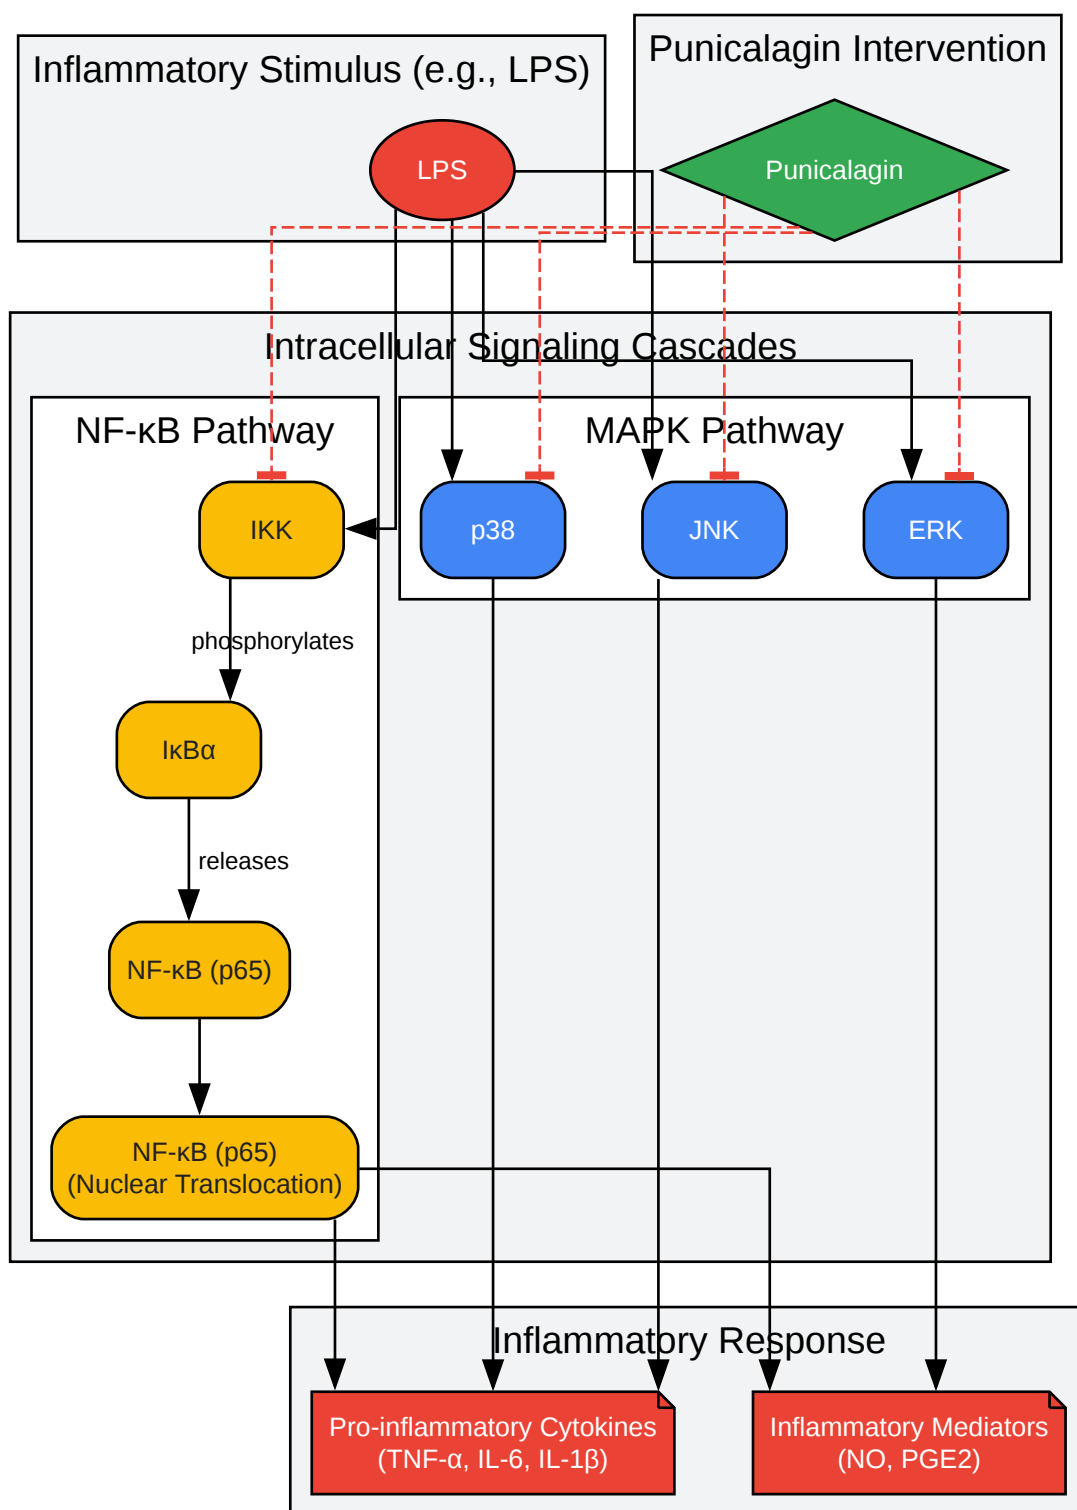 Inflammatory Stimulus (e.g., LPS)
Punicalagin Intervention
LPS
Punicalagin
Intracellular Signaling Cascades
NF-κB Pathway
MAPK Pathway
IKK
p38
JNK
ERK
phosphorylates
IκBα
releases
NF-κB (p65)
NF-κB (p65)
(Nuclear Translocation)
Inflammatory Response
Pro-inflammatory Cytokines
(TNF-α, IL-6, IL-1β)
Inflammatory Mediators
(NO, PGE2)